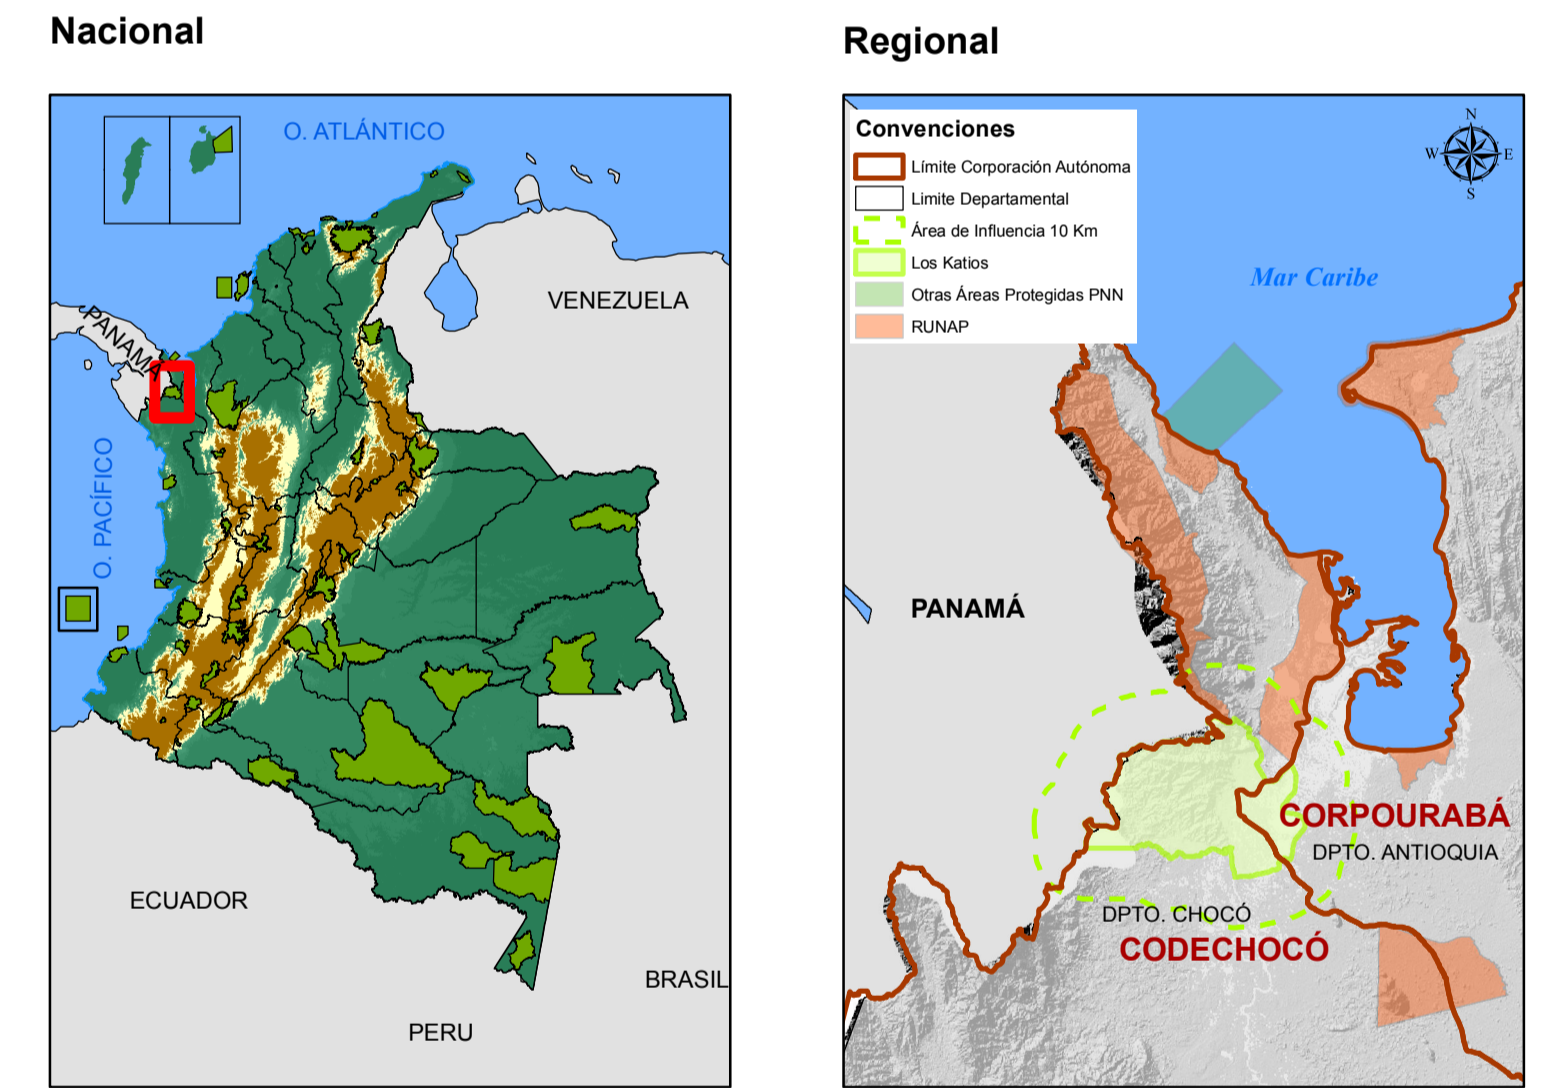 Nacional
O. ATLÁNTICO
VENEZUELA
PANAMÁ
O. PACÍFICO
ECUADOR
BRASIL
PERU
Regional
Convenciones
Límite Corporación Autónoma
Limite Departamental
Área de Influencia 10 Km
Los Katios
Otras Áreas Protegidas PNN
RUNAP
N
W
E
S
Mar Caribe
PANAMÁ
CORPOURABÁ
DPTO. ANTIOQUIA
DPTO. CHOCÓ
CODECHOCÓ